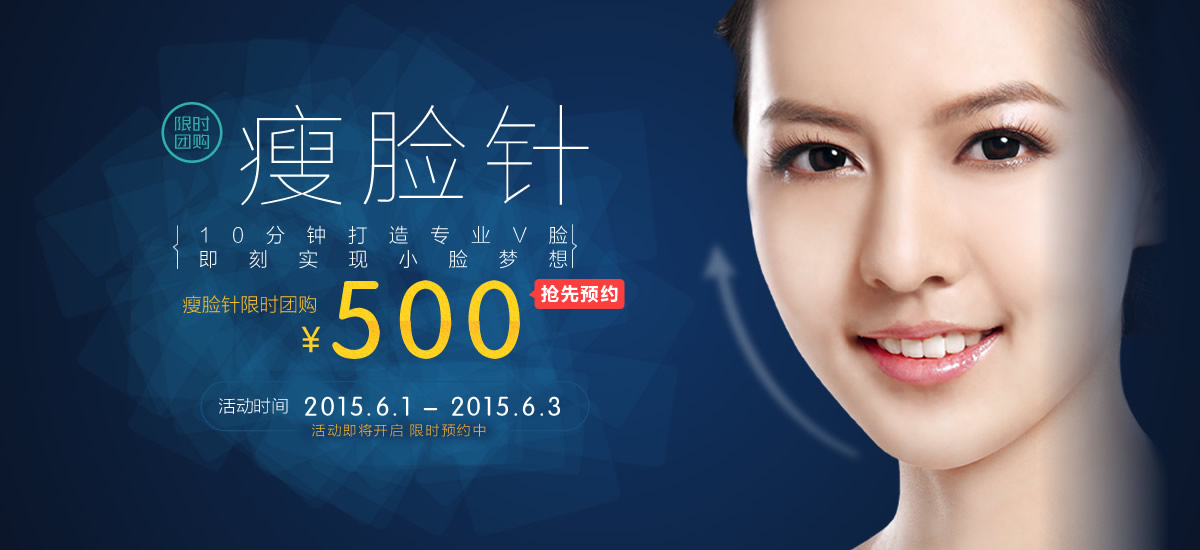 限时
团购
瘦脸针
10分钟打造专业V脸
即刻实现小脸梦想
瘦脸针限时团购
¥500
抢先预约
活动时间 2015.6.1 – 2015.6.3
活动即将开启 限时预约中